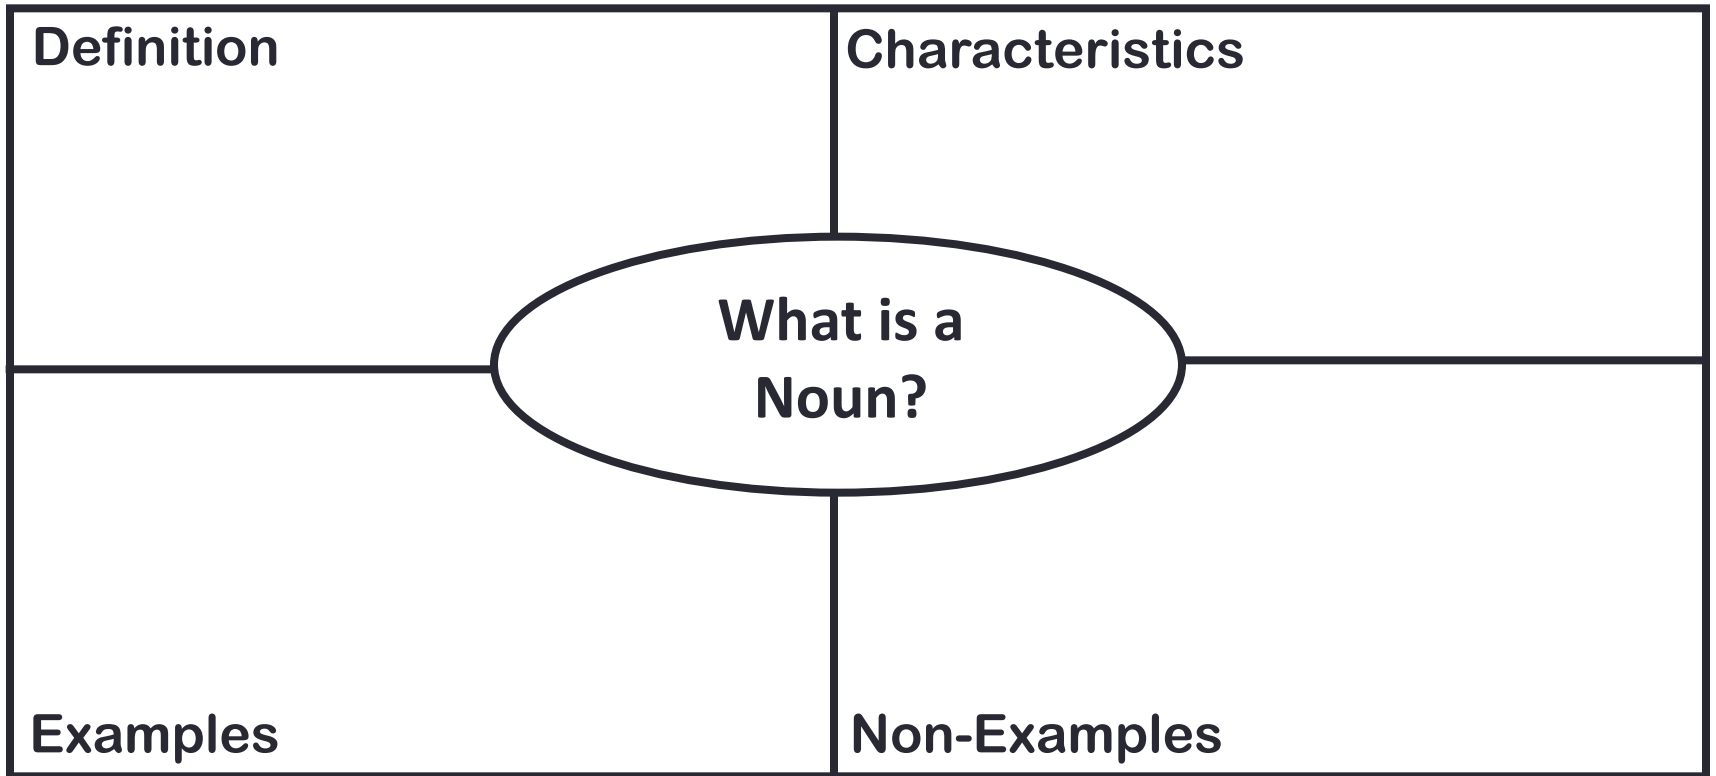 Definition
Characteristics
What is a
Noun?
Examples
Non-Examples